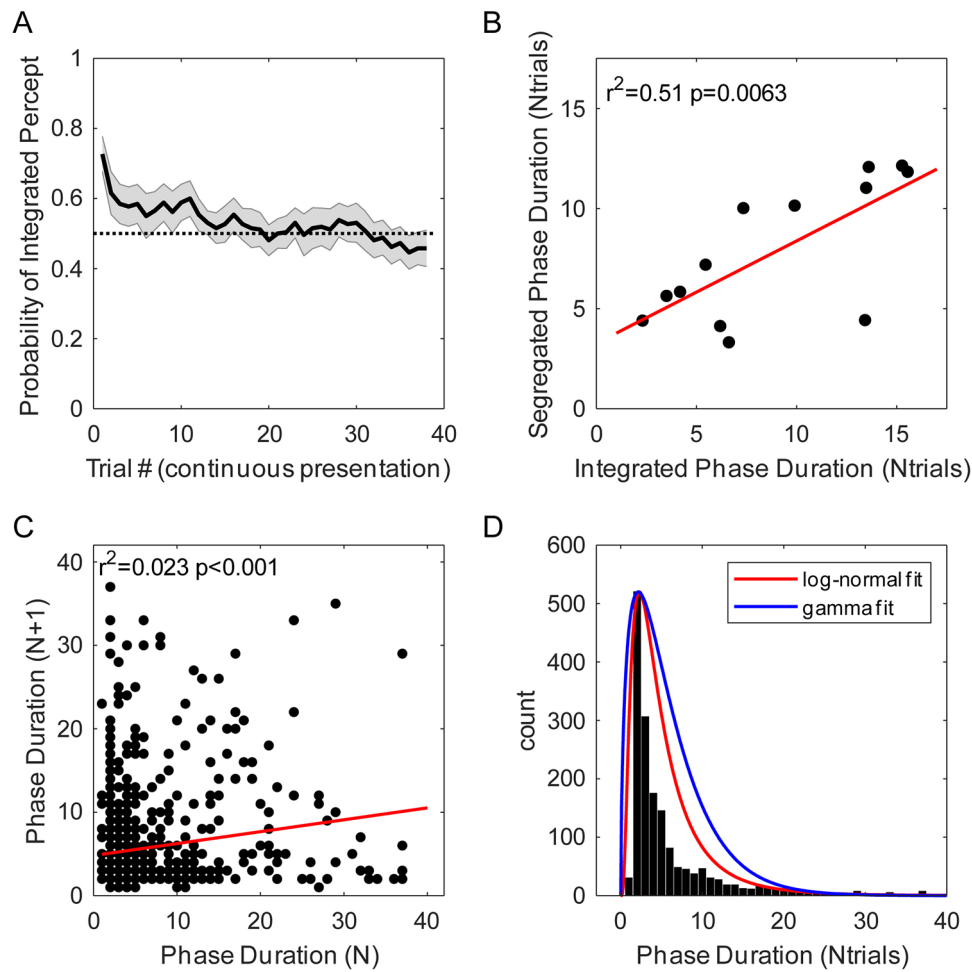 A
Probability of Integrated Percept
1
0.8
0.6
0.4
0.2
0
0 10 20 30 40
Trial # (continuous presentation)
B
Segregated Phase Duration (Ntrials)
r²=0.51 p=0.0063
15
10
5
0
0 5 10 15
Integrated Phase Duration (Ntrials)
C
Phase Duration (N+1)
r²=0.023 p<0.001
40
30
20
10
0
0 10 20 30 40
Phase Duration (N)
D
count
600
500
400
300
200
100
0
log-normal fit
gamma fit
0 10 20 30 40
Phase Duration (Ntrials)